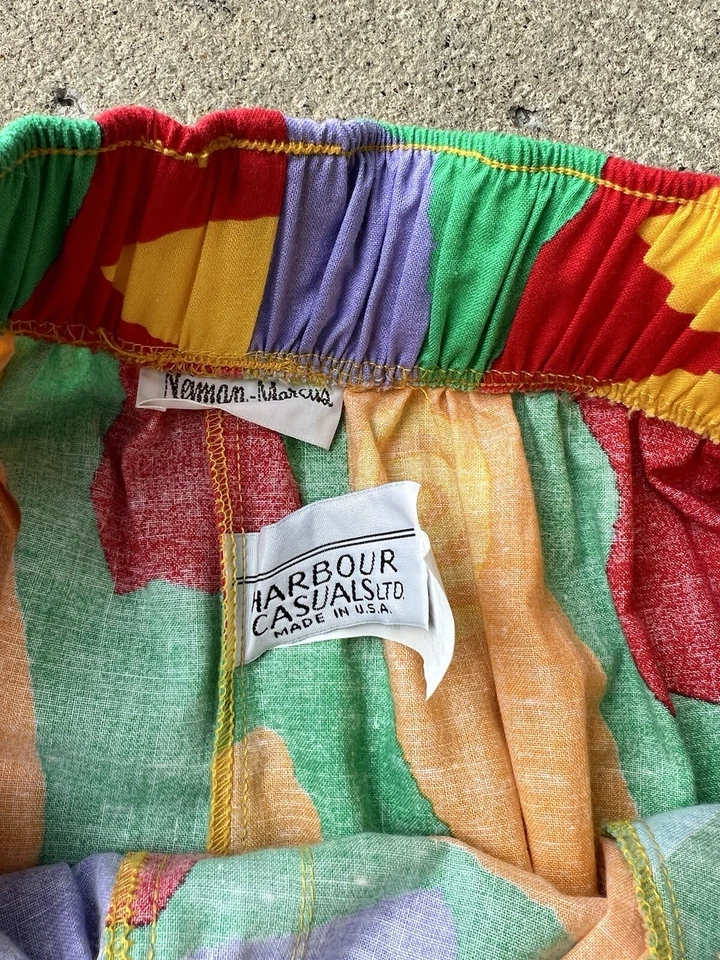 Neiman-Marcus
HARBOUR
CASUALS LTD.
MADE IN U.S.A.